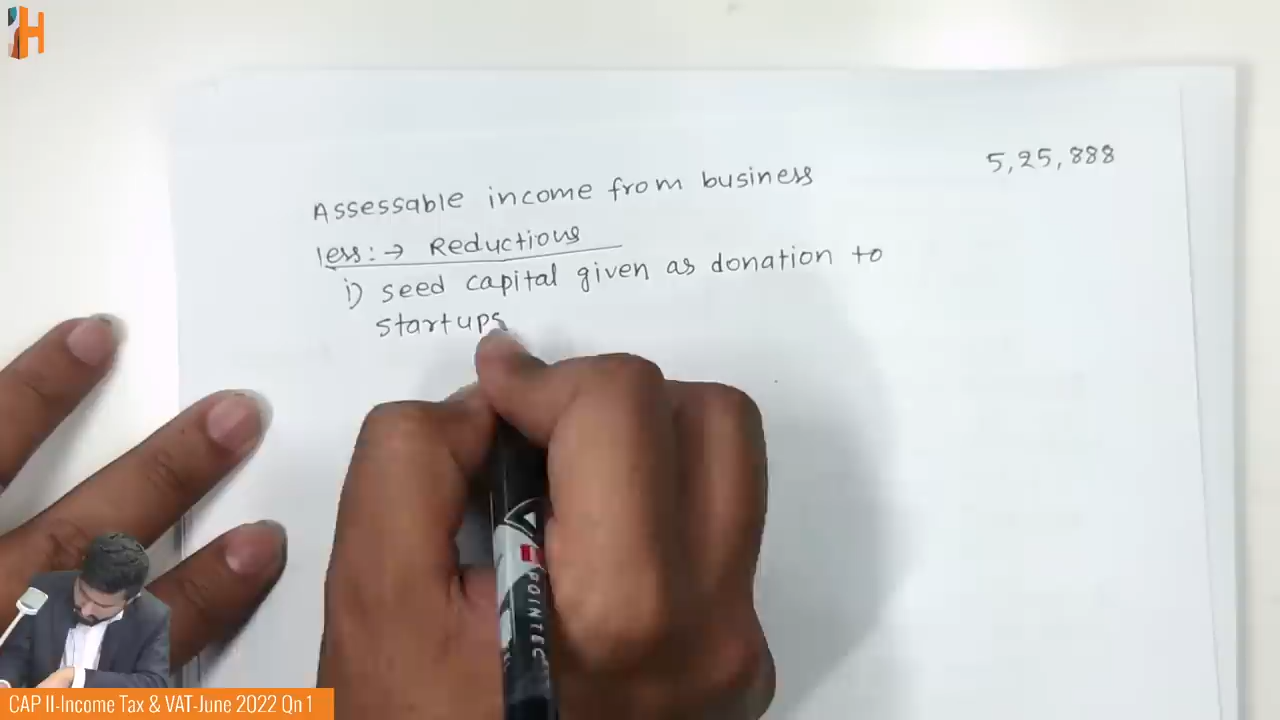 H
Assessable income from business 5,25,888
less:→ Reductions
i) seed capital given as donation to
startups
POINTEC
CAP II-Income Tax & VAT-June 2022 Qn 1